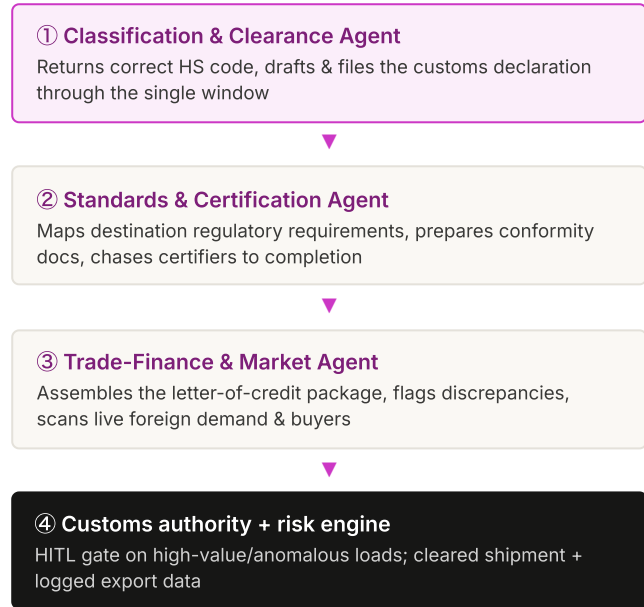 ① Classification & Clearance Agent
Returns correct HS code, drafts & files the customs declaration
through the single window
② Standards & Certification Agent
Maps destination regulatory requirements, prepares conformity
docs, chases certifiers to completion
③ Trade-Finance & Market Agent
Assembles the letter-of-credit package, flags discrepancies,
scans live foreign demand & buyers
④ Customs authority + risk engine
HITL gate on high-value/anomalous loads; cleared shipment +
logged export data